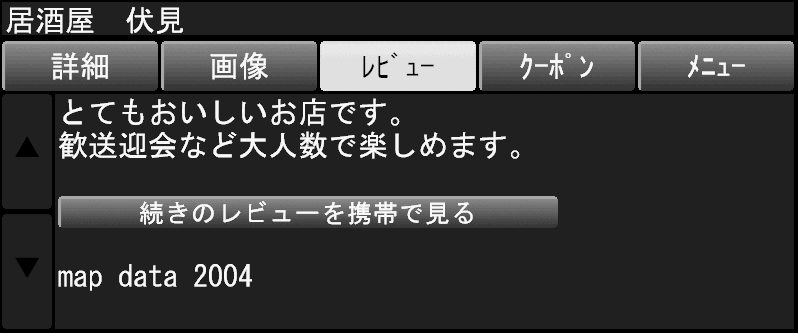 居酒屋　伏見
詳細 画像 ﾚﾋﾞｭｰ ｸｰﾎﾟﾝ ﾒﾆｭｰ
とてもおいしいお店です。
歓送迎会など大人数で楽しめます。
続きのレビューを携帯で見る
map data 2004